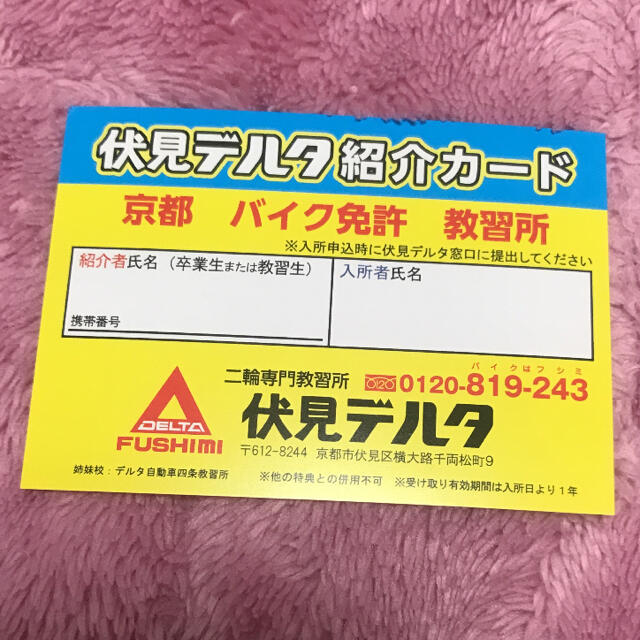 伏見デルタ紹介カード
京都 バイク免許 教習所
※入所申込時に伏見デルタ窓口に提出してください
紹介者氏名(卒業生または教習生)
入所者氏名
携帯番号
バイクはフシミ
二輪専門教習所
0120-819-243
DELTA
FUSHIMI
伏見デルタ
〒612-8244 京都市伏見区横大路千両松町9
姉妹校:デルタ自動車四条教習所 ※他の特典との併用不可 ※受け取り有効期間は入所日より1年